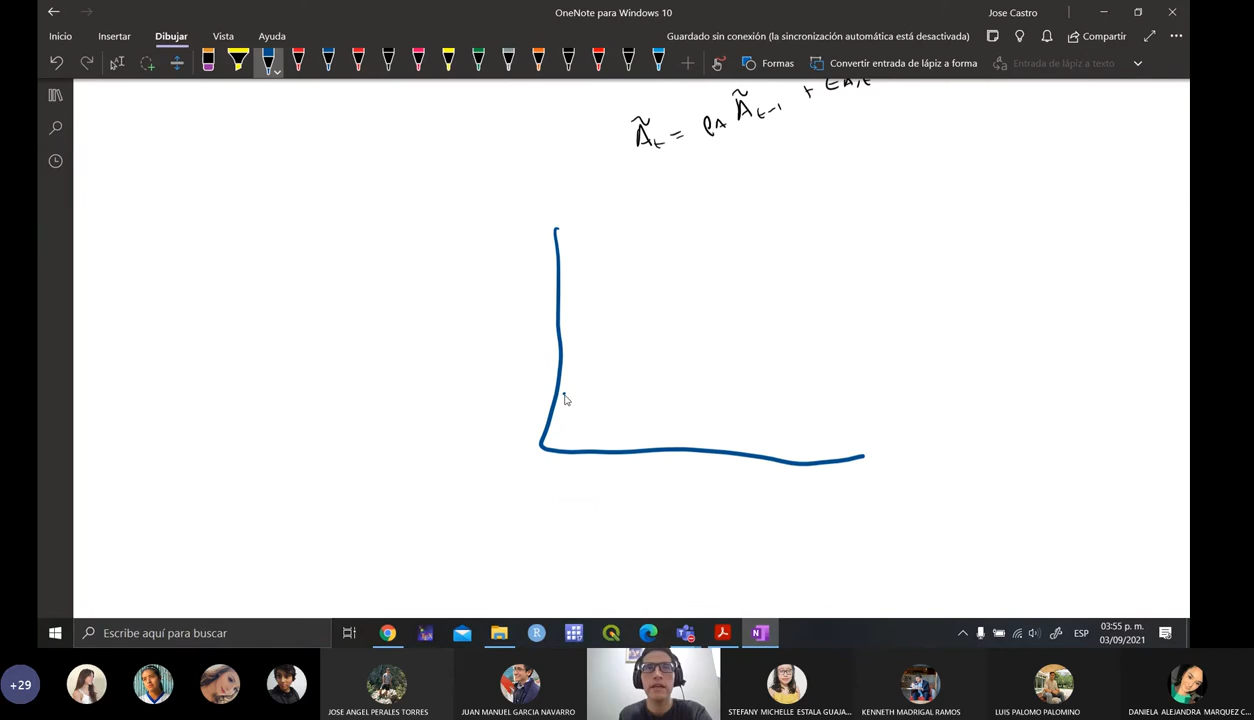 OneNote para Windows 10
Jose Castro
Inicio Insertar Dibujar Vista Ayuda
Guardado sin conexión (la sincronización automática está desactivada)
Compartir
Formas
Convertir entrada de lápiz a forma
Entrada de lápiz a texto
Ã_t = ρ_A Ã_{t-1} + ε_{A,t}
Escribe aquí para buscar
ESP
03:55 p. m.
03/09/2021
+29
JOSE ANGEL PERALES TORRES
JUAN MANUEL GARCIA NAVARRO
STEFANY MICHELLE ESTALA GUAJA...
KENNETH MADRIGAL RAMOS
LUIS PALOMO PALOMINO
DANIELA ALEJANDRA MARQUEZ C...